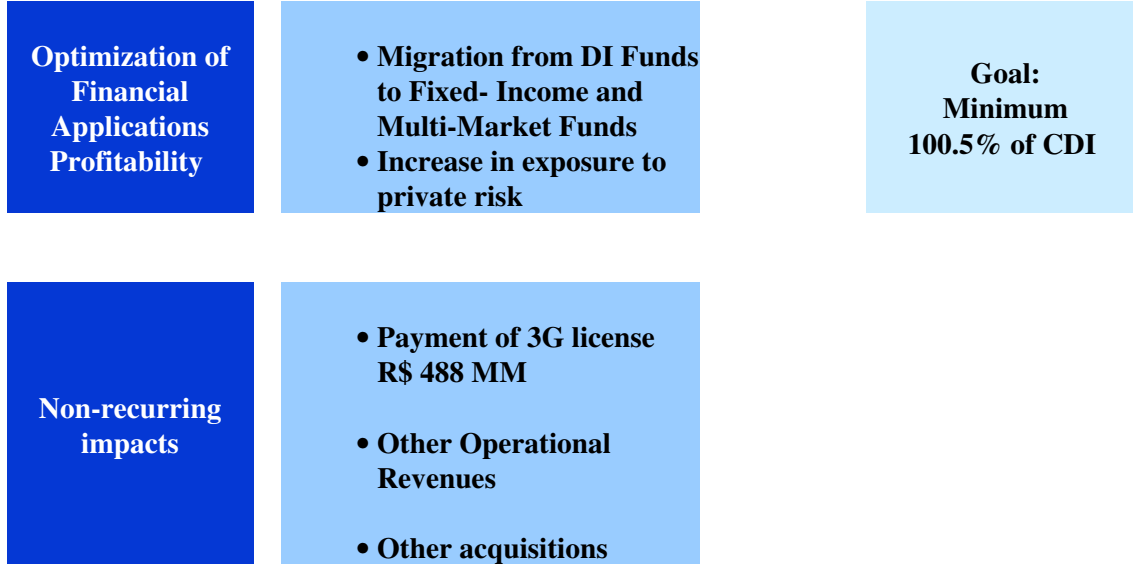 Optimization of
Financial
Applications
Profitability
• Migration from DI Funds
to Fixed- Income and
Multi-Market Funds
• Increase in exposure to
private risk
Goal:
Minimum
100.5% of CDI
Non-recurring
impacts
• Payment of 3G license
R$ 488 MM
• Other Operational
Revenues
• Other acquisitions